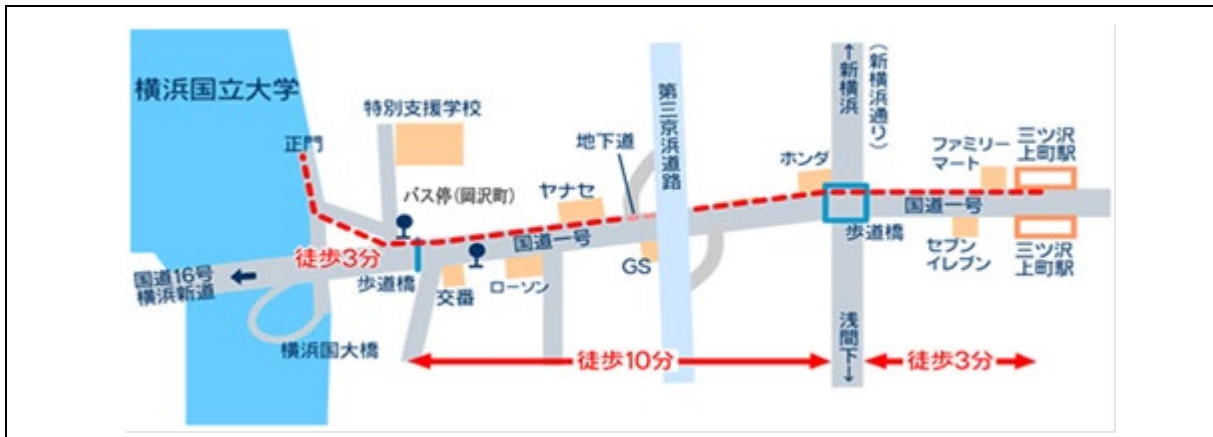 横浜国立大学
正門
特別支援学校
バス停(岡沢町)
徒歩3分
国道16号
横浜新道
横浜国大橋
歩道橋
交番
ローソン
国道一号
ヤナセ
地下道
GS
第三京浜道路
ホンダ
↑新横浜
(新横浜通り)
ファミリー
マート
三ツ沢
上町駅
国道一号
歩道橋
セブン
イレブン
三ツ沢
上町駅
浅間下↓
徒歩10分
徒歩3分